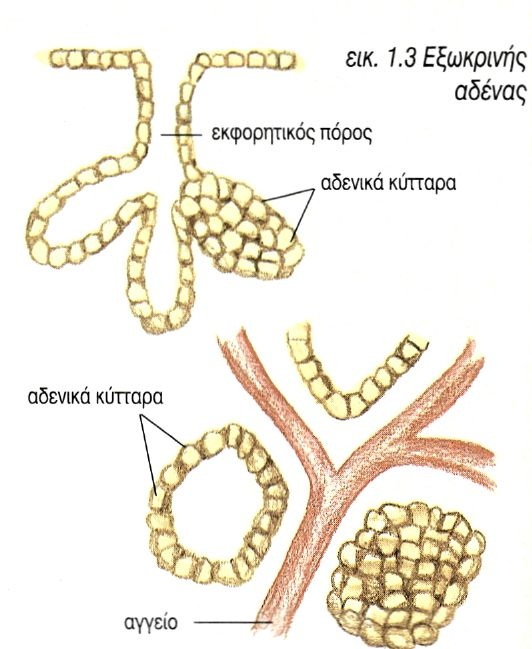 εικ. 1.3 Εξωκρινής
αδένας
εκφορητικός πόρος
αδενικά κύτταρα
αδενικά κύτταρα
αγγείο